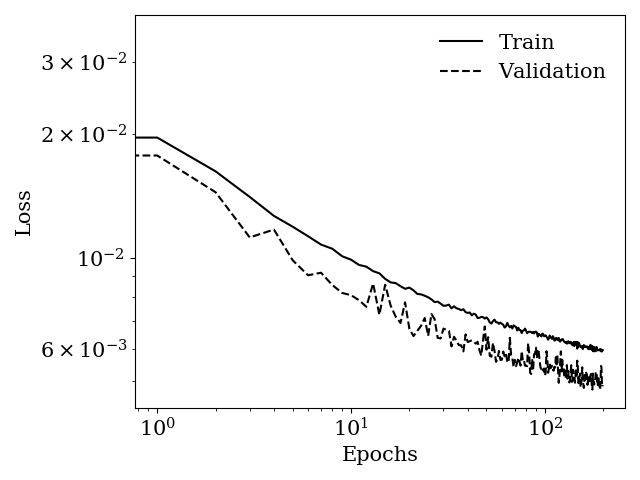 Train
Validation
3 × 10⁻²
2 × 10⁻²
10⁻²
6 × 10⁻³
Loss
10⁰ 10¹ 10²
Epochs